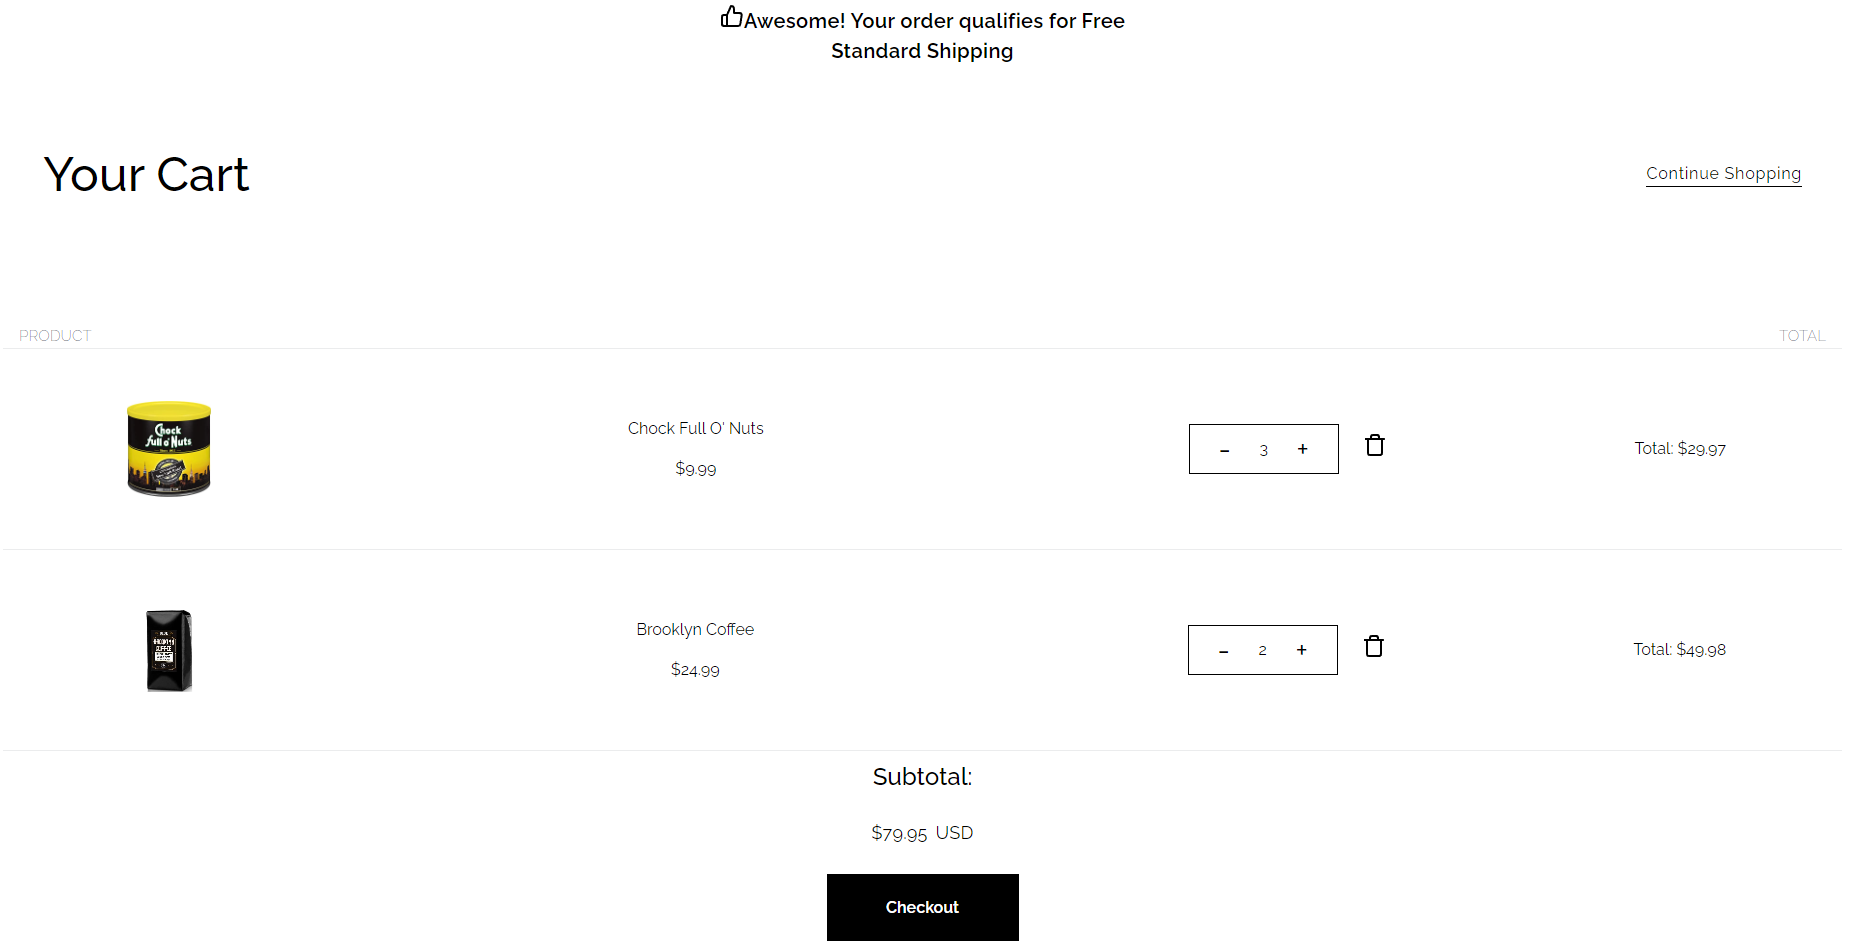 Awesome! Your order qualifies for Free
Standard Shipping
Your Cart
Continue Shopping
PRODUCT
TOTAL
Chock
full o' Nuts
Chock Full O' Nuts
$9.99
- 3 +
Total: $29.97
BROOKLYN
COFFEE
Brooklyn Coffee
$24.99
- 2 +
Total: $49.98
Subtotal:
$79.95 USD
Checkout